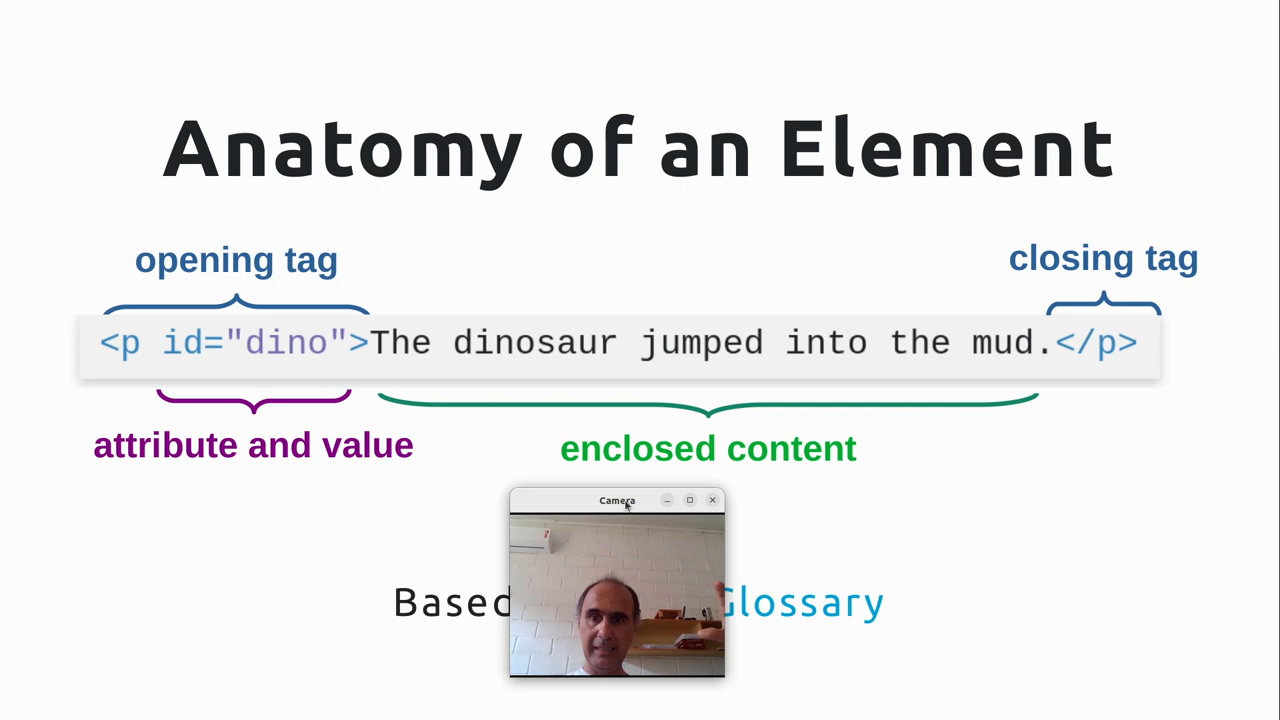 Anatomy of an Element
opening tag
closing tag
<p id="dino">The dinosaur jumped into the mud.</p>
attribute and value
enclosed content
Camera
Based Glossary